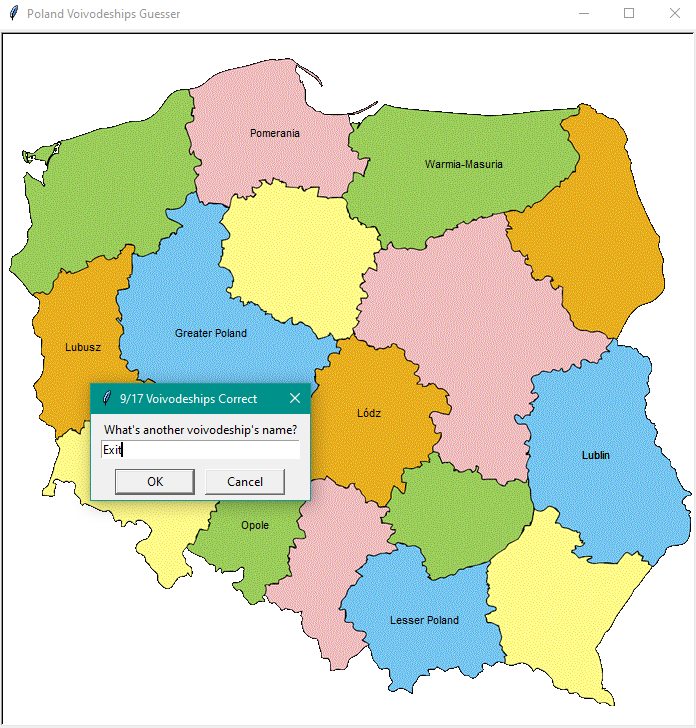 Poland Voivodeships Guesser
Pomerania
Warmia-Masuria
Greater Poland
Lubusz
9/17 Voivodeships Correct
What's another voivodeship's name?
Exit
OK
Cancel
Łódz
Lublin
Opole
Lesser Poland